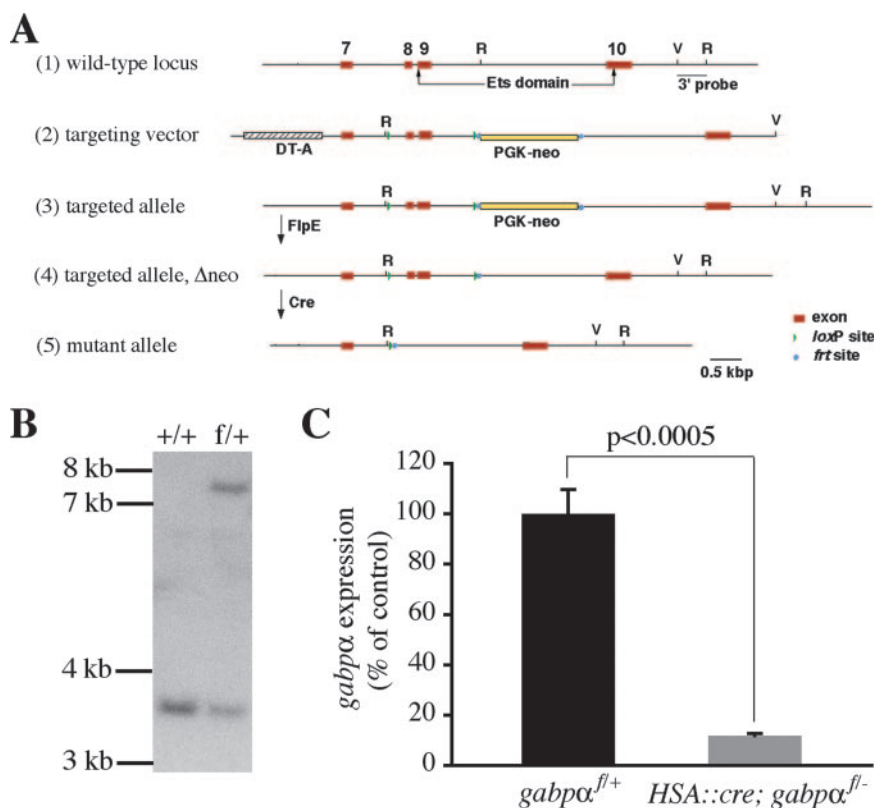 A
7 8 9 R 10 V R
(1) wild-type locus
Ets domain
3' probe
(2) targeting vector
R V
DT-A
PGK-neo
(3) targeted allele
R V R
PGK-neo
FlpE
(4) targeted allele, Δneo
R V R
Cre
(5) mutant allele
R V R
exon
loxP site
frt site
0.5 kbp
B
+/+ f/+
8 kb
7 kb
4 kb
3 kb
C
p<0.0005
120
100
80
60
40
20
0
gabpα expression
(% of control)
gabpα f/+
HSA::cre; gabpα f/-